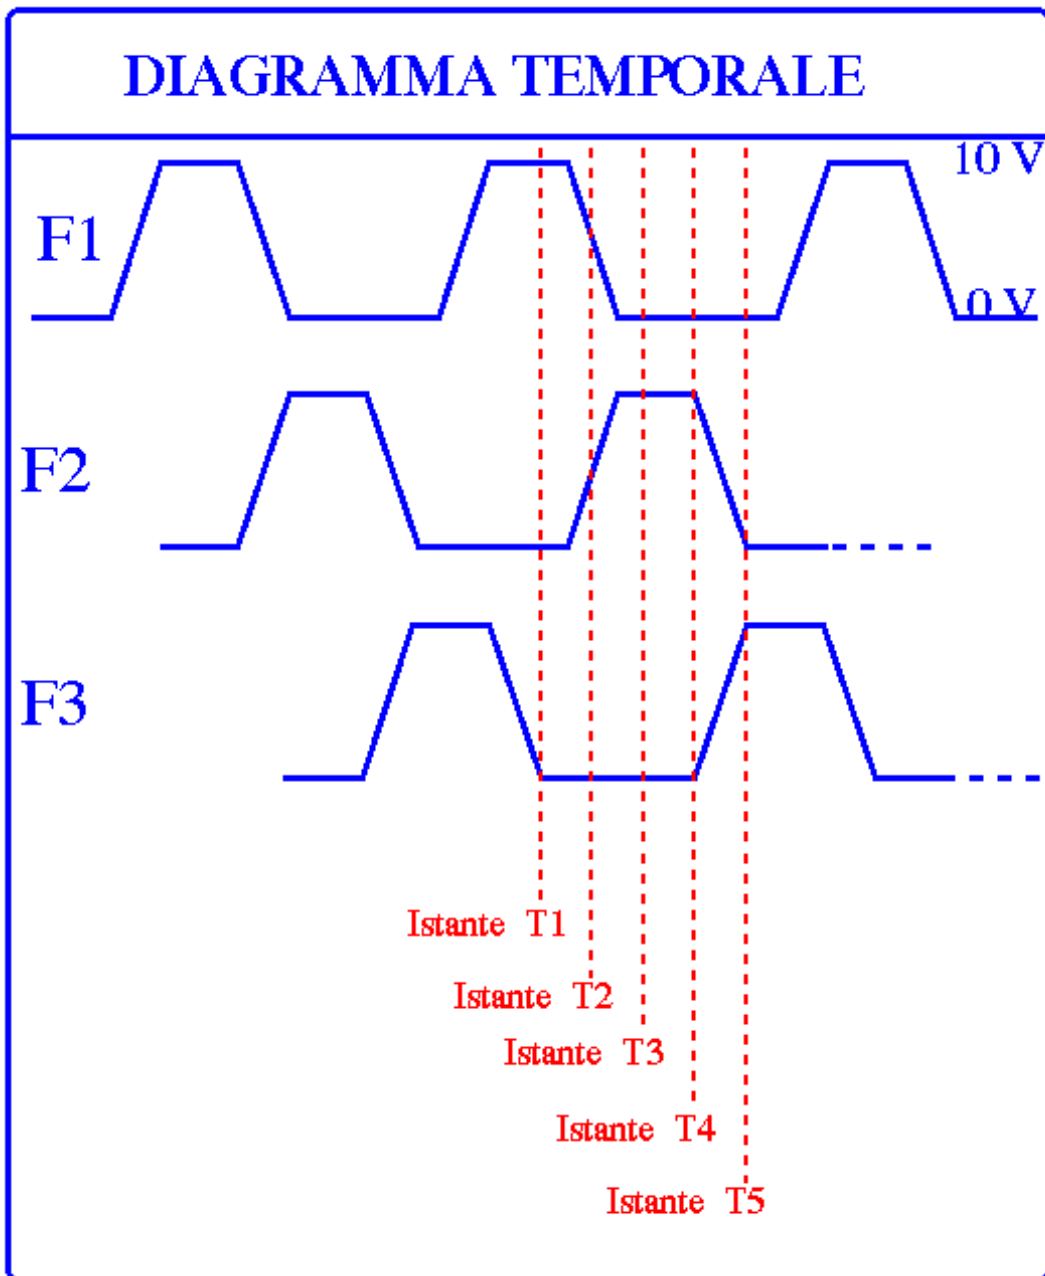 DIAGRAMMA TEMPORALE
10 V
F1
0 V
F2
F3
Istante T1
Istante T2
Istante T3
Istante T4
Istante T5